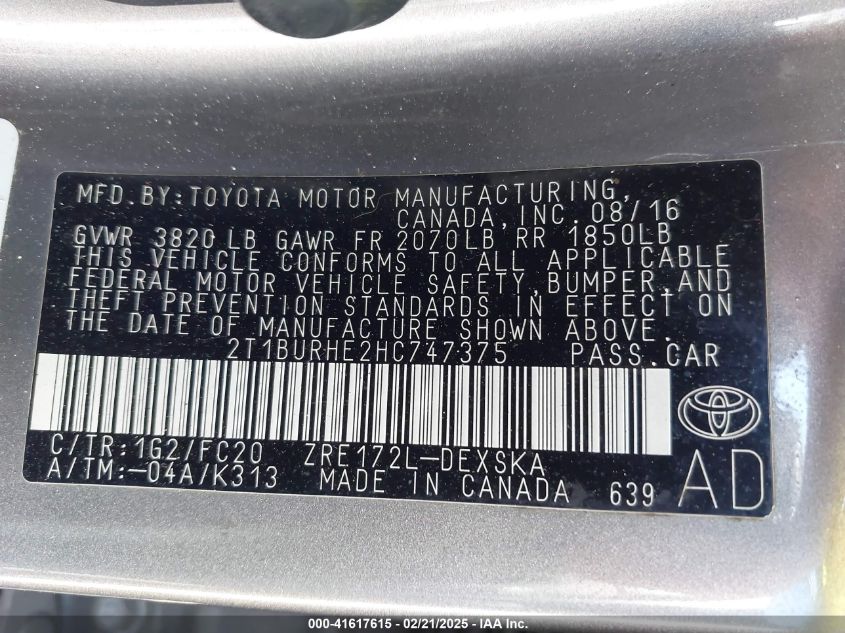 MFD. BY: TOYOTA MOTOR MANUFACTURING,
CANADA, INC. 08/16
GVWR 3820 LB GAWR FR 2070LB RR 1850LB
THIS VEHICLE CONFORMS TO ALL APPLICABLE
FEDERAL MOTOR VEHICLE SAFETY, BUMPER, AND
THEFT PREVENTION STANDARDS IN EFFECT ON
THE DATE OF MANUFACTURE SHOWN ABOVE.
2T1BURHE2HC747375 PASS. CAR
C/TR: 1G2/FC20 ZRE172L-DEXSKA
A/TM: -04A/K313 MADE IN CANADA 639 AD
000-41617615 - 02/21/2025 - IAA Inc.